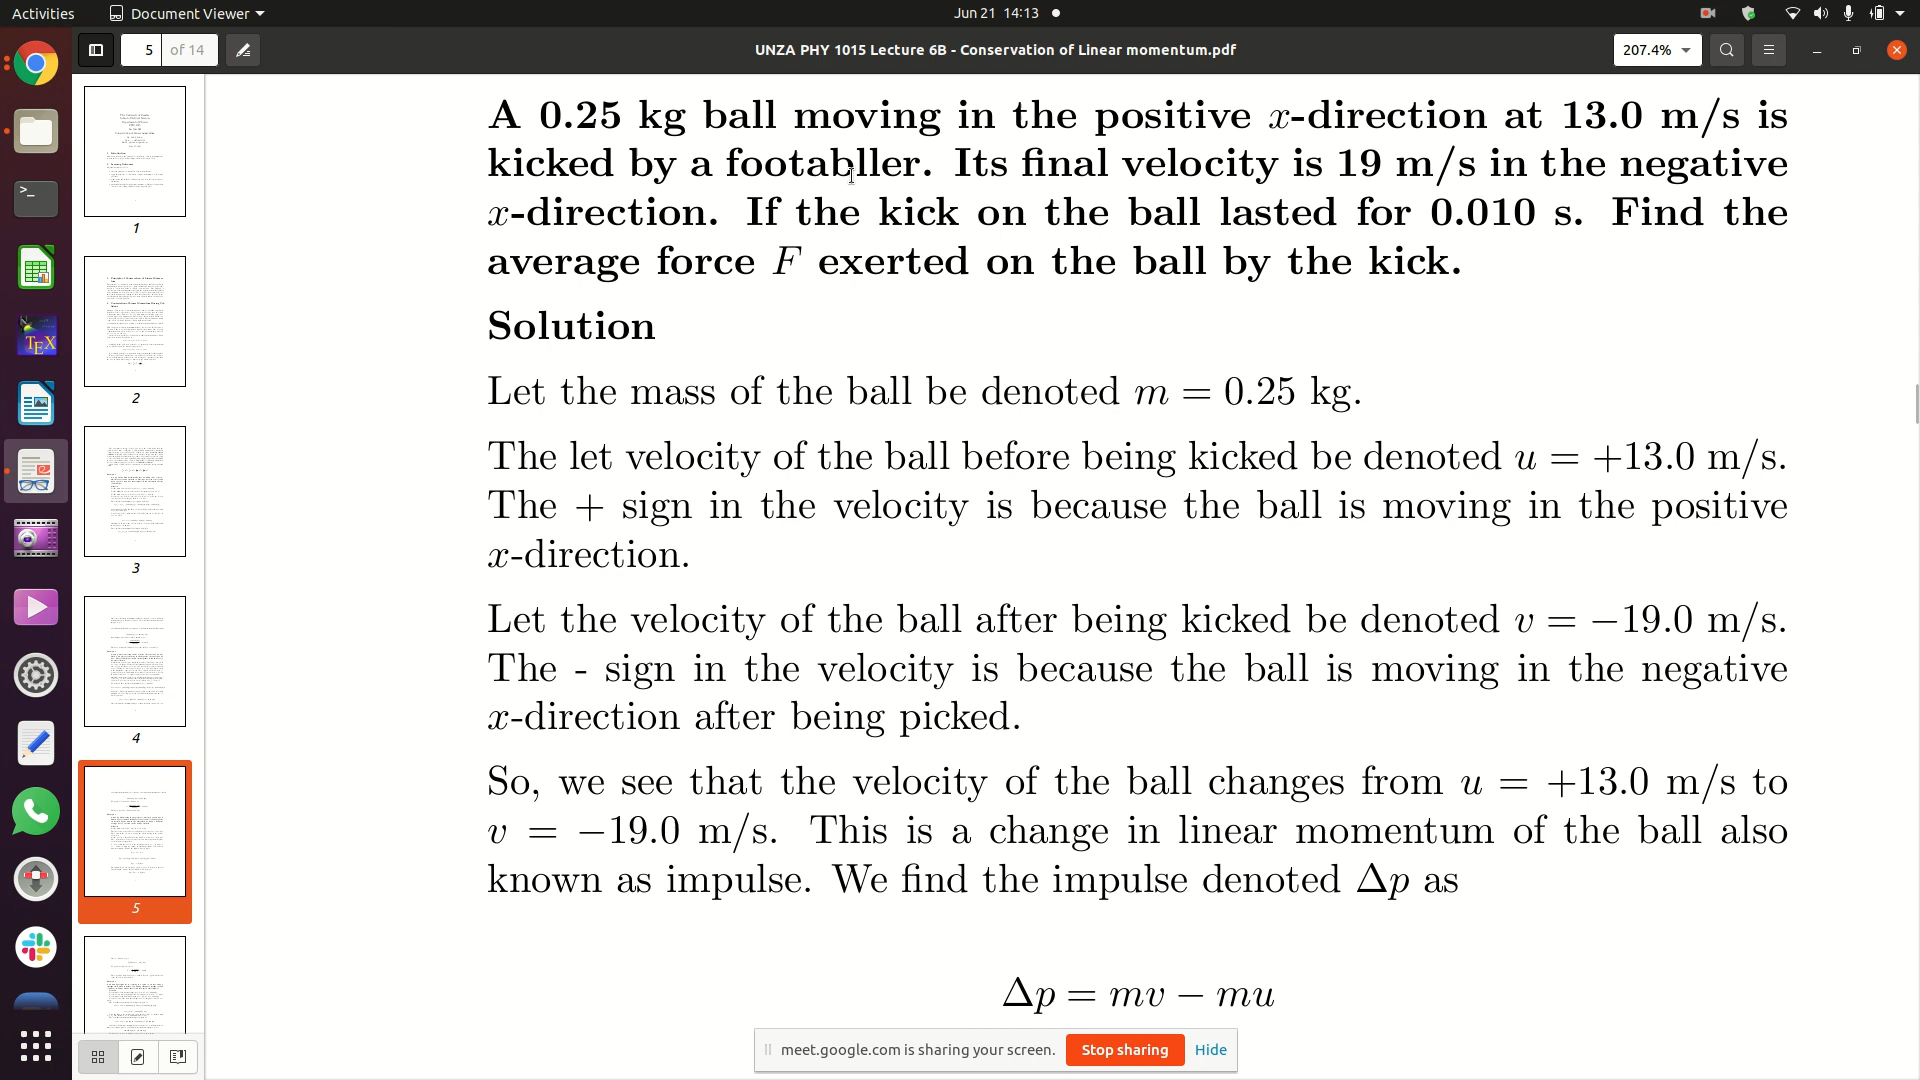 Activities
Document Viewer
Jun 21 14:13
5 of 14
UNZA PHY 1015 Lecture 6B - Conservation of Linear momentum.pdf
207.4%
A 0.25 kg ball moving in the positive x-direction at 13.0 m/s is
kicked by a footabller. Its final velocity is 19 m/s in the negative
x-direction. If the kick on the ball lasted for 0.010 s. Find the
average force F exerted on the ball by the kick.
Solution
Let the mass of the ball be denoted m = 0.25 kg.
The let velocity of the ball before being kicked be denoted u = +13.0 m/s.
The + sign in the velocity is because the ball is moving in the positive
x-direction.
Let the velocity of the ball after being kicked be denoted v = −19.0 m/s.
The - sign in the velocity is because the ball is moving in the negative
x-direction after being picked.
So, we see that the velocity of the ball changes from u = +13.0 m/s to
v = −19.0 m/s. This is a change in linear momentum of the ball also
known as impulse. We find the impulse denoted Δp as
Δp = mv − mu
1
2
3
4
5
TEX
meet.google.com is sharing your screen.
Stop sharing
Hide